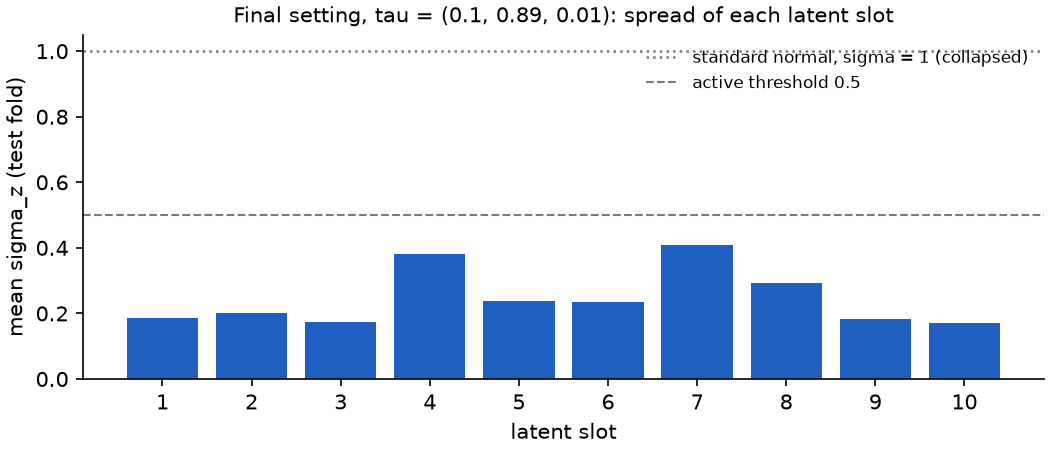 Final setting, tau = (0.1, 0.89, 0.01): spread of each latent slot
standard normal, sigma = 1 (collapsed)
active threshold 0.5
mean sigma_z (test fold)
1.0
0.8
0.6
0.4
0.2
0.0
1 2 3 4 5 6 7 8 9 10
latent slot